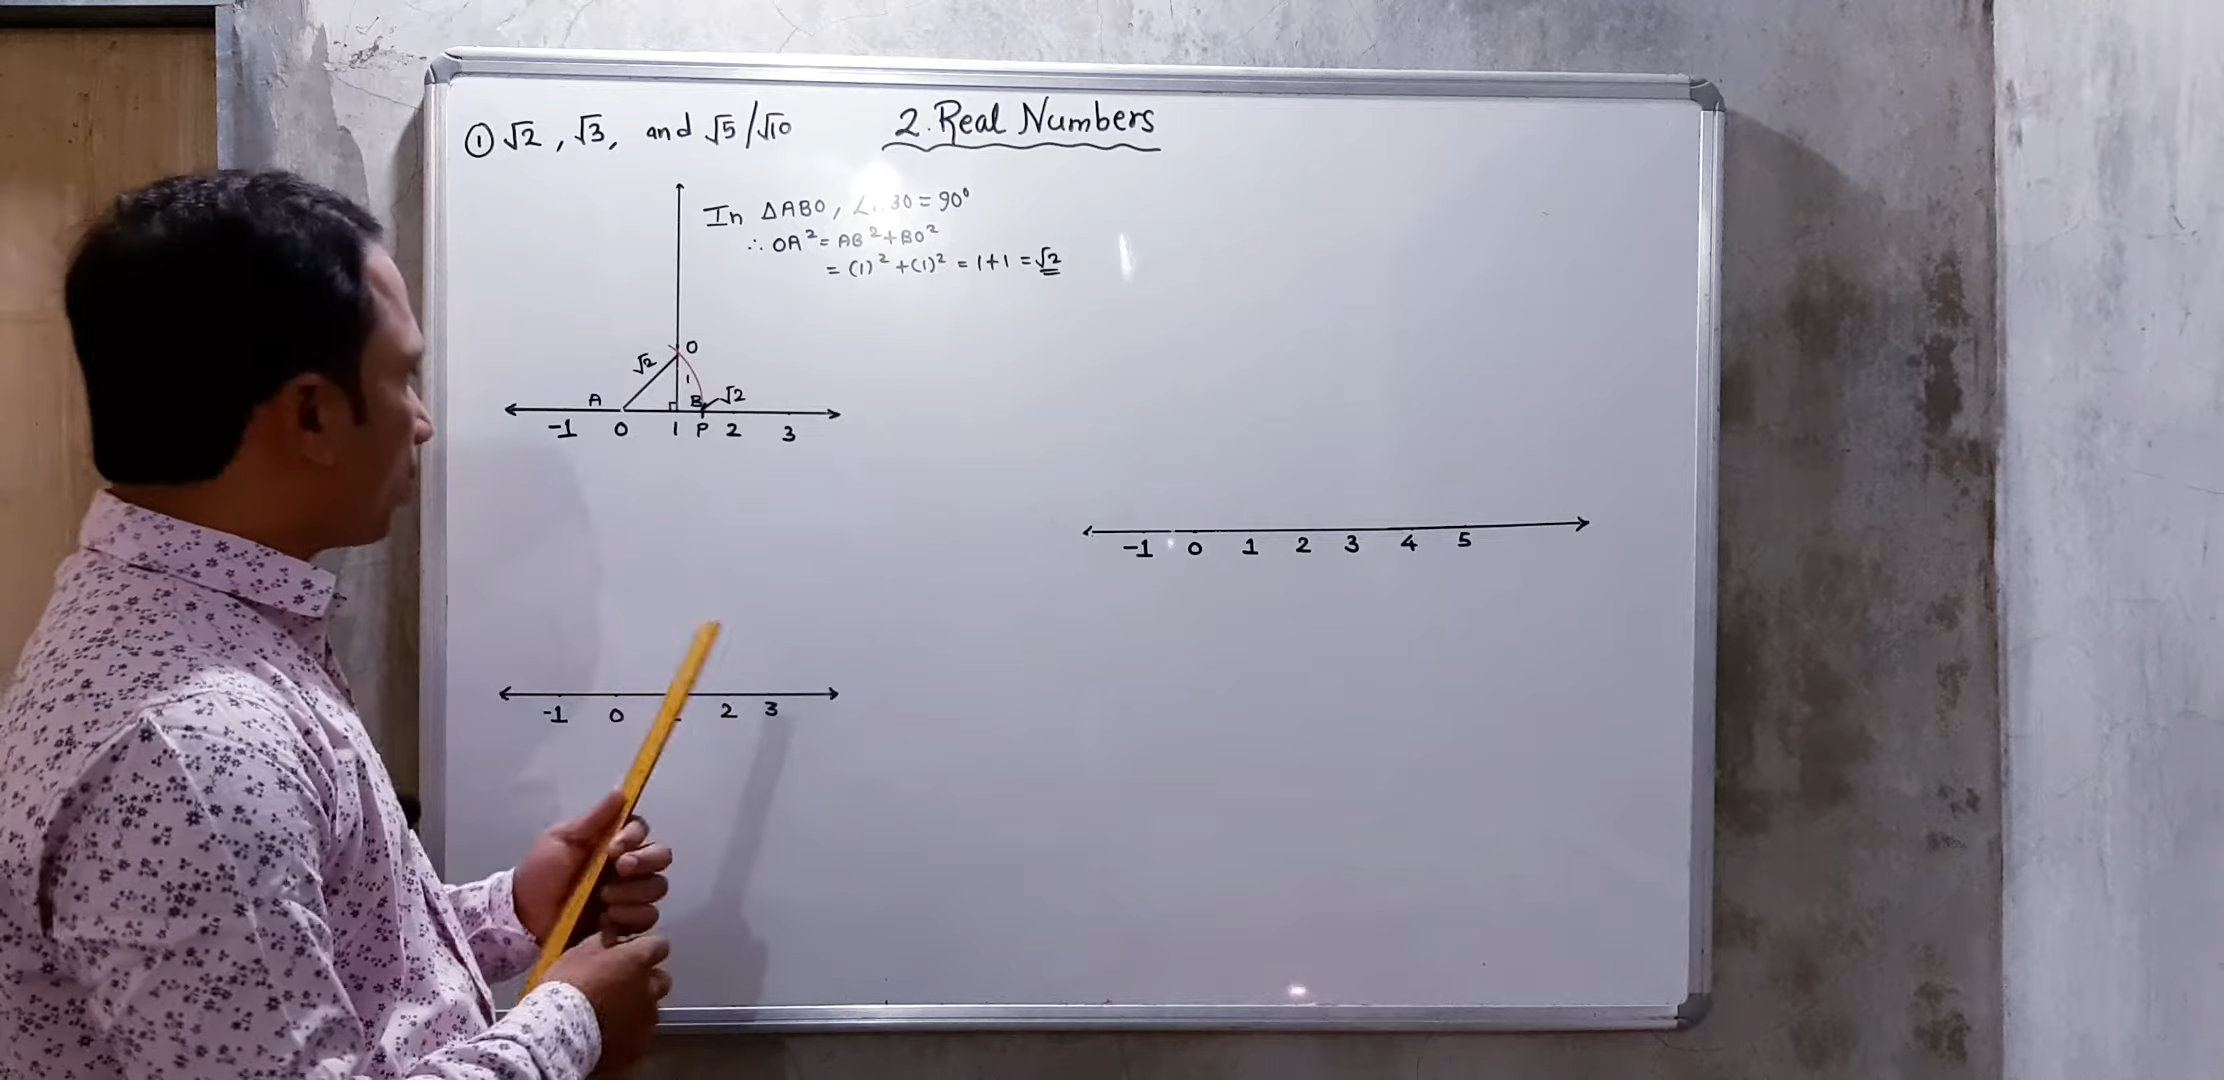 ① √2, √3, and √5/√10
2. Real Numbers
In ΔABO, = 90°
∴ OA² = AB² + BO²
= (1)² + (1)² = 1+1 = √2
√2
O
1
A
B
√2
-1 0 1 P 2 3
-1 0 1 2 3 4 5
-1 0 2 3